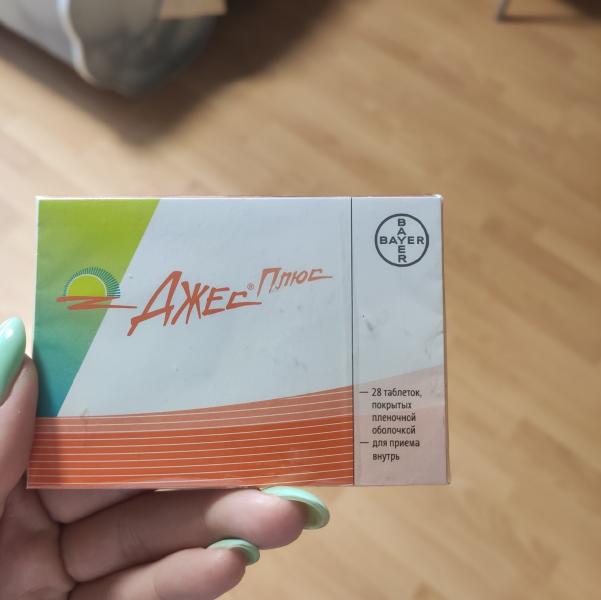 Джес® Плюс
BAYER
BAYER
— 28 таблеток,
покрытых
пленочной
оболочкой
— для приема
внутрь